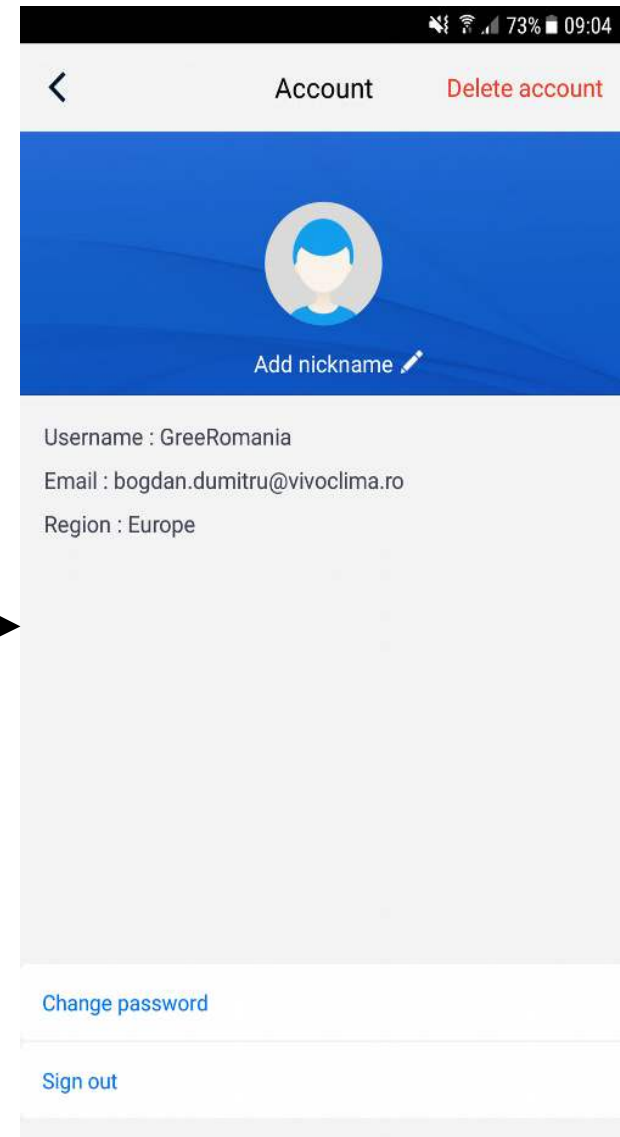 73% 09:04
Account Delete account
Add nickname
Username : GreeRomania
Email : bogdan.dumitru@vivoclima.ro
Region : Europe
Change password
Sign out